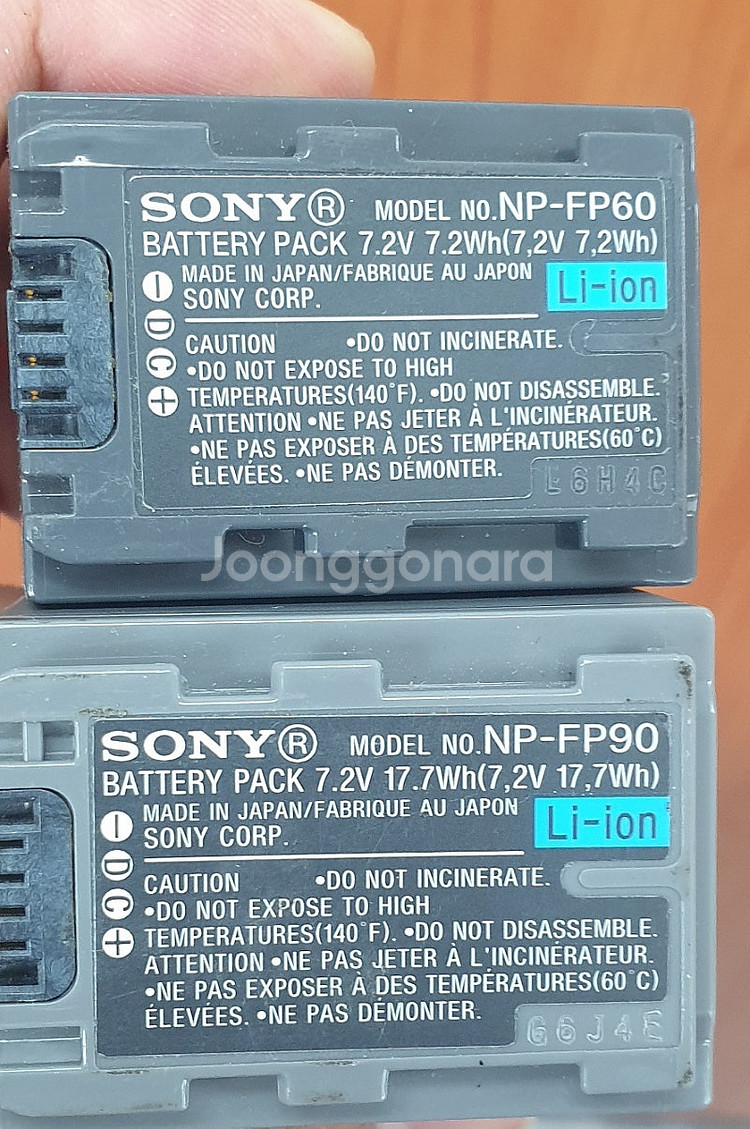 SONY® MODEL NO.NP-FP60
BATTERY PACK 7.2V 7.2Wh(7,2V 7,2Wh)
MADE IN JAPAN/FABRIQUE AU JAPON
SONY CORP.
Li-ion
– D C +
CAUTION •DO NOT INCINERATE.
•DO NOT EXPOSE TO HIGH
TEMPERATURES(140°F). •DO NOT DISASSEMBLE.
ATTENTION •NE PAS JETER À L'INCINÉRATEUR.
•NE PAS EXPOSER À DES TEMPÉRATURES(60°C)
ÉLEVÉES. •NE PAS DÉMONTER.
L6H4C
Joonggonara
SONY® MODEL NO.NP-FP90
BATTERY PACK 7.2V 17.7Wh(7,2V 17,7Wh)
MADE IN JAPAN/FABRIQUE AU JAPON
SONY CORP.
Li-ion
– D C +
CAUTION •DO NOT INCINERATE.
•DO NOT EXPOSE TO HIGH
TEMPERATURES(140°F). •DO NOT DISASSEMBLE.
ATTENTION •NE PAS JETER À L'INCINÉRATEUR.
•NE PAS EXPOSER À DES TEMPÉRATURES(60°C)
ÉLEVÉES. •NE PAS DÉMONTER.
G6J4E